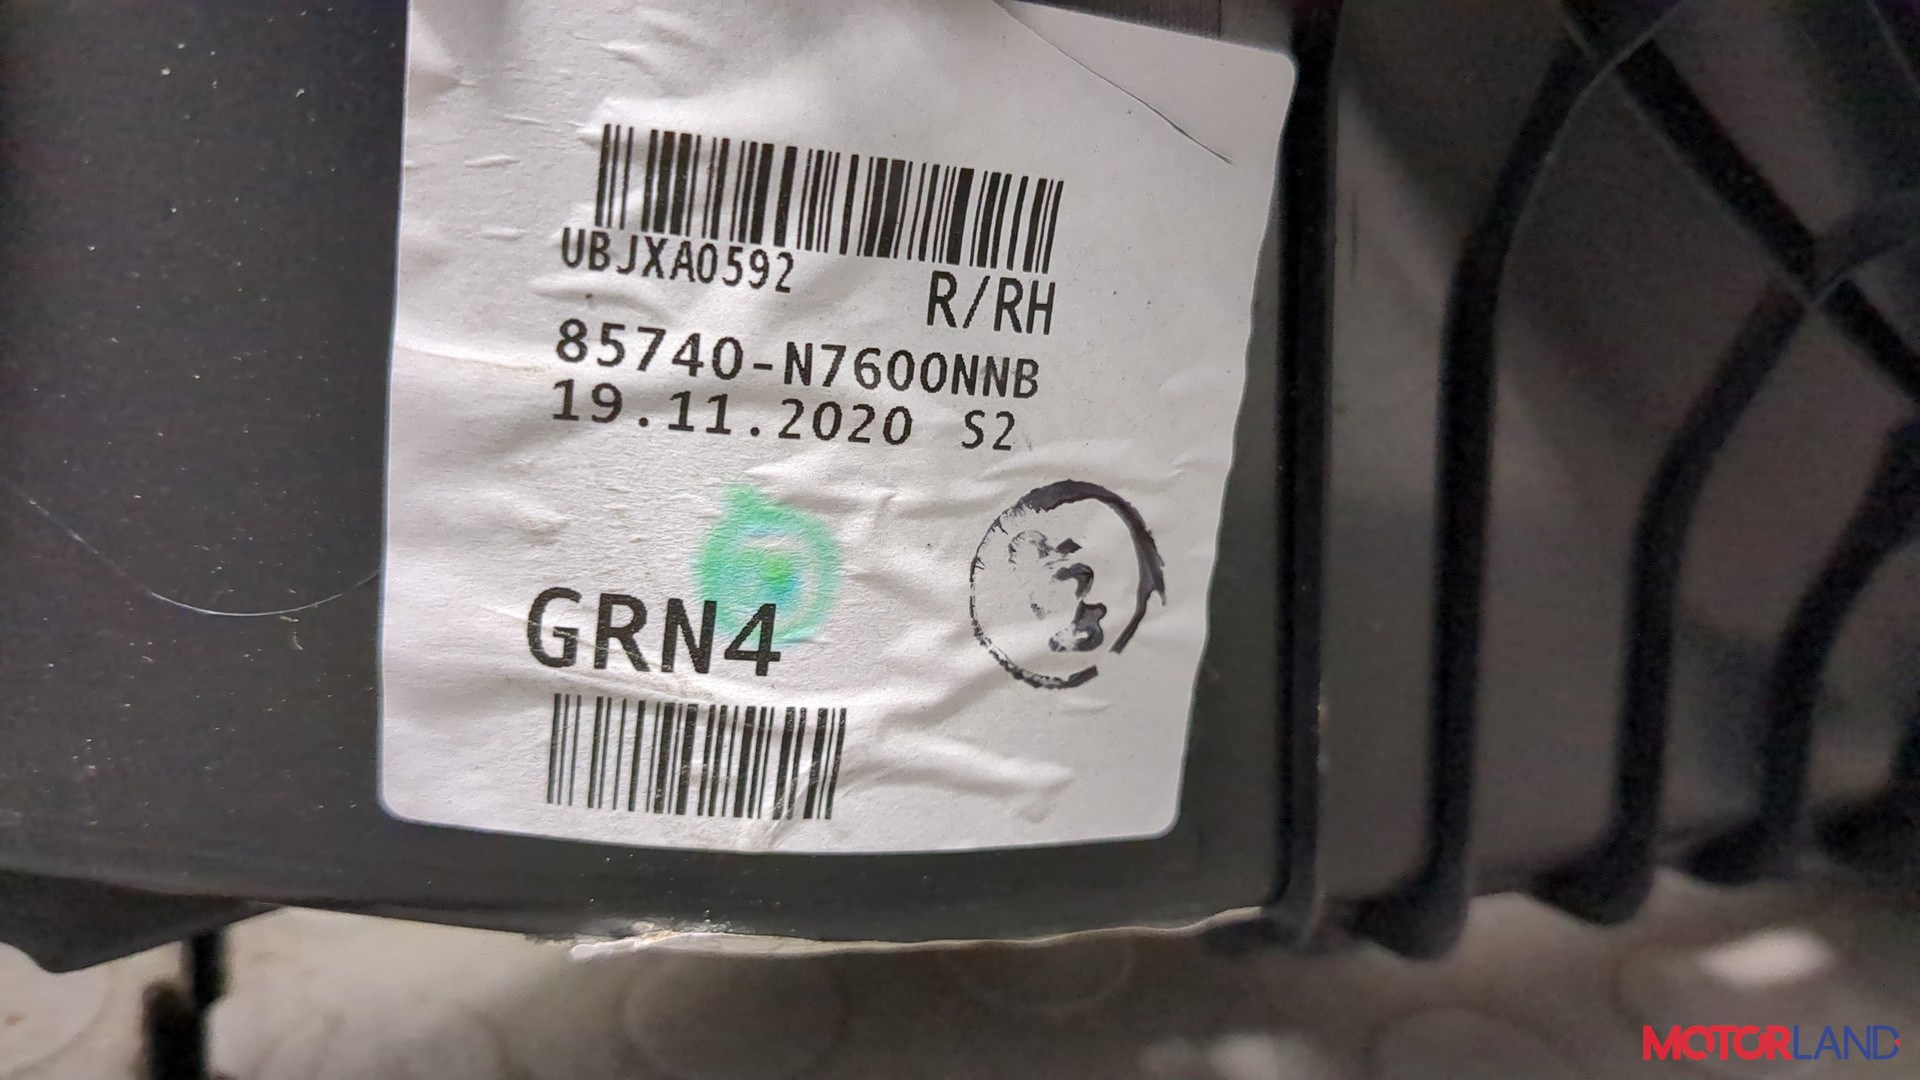 UBJXA0592
R/RH
85740-N7600NNB
19.11.2020 S2
GRN4
MOTORLAND